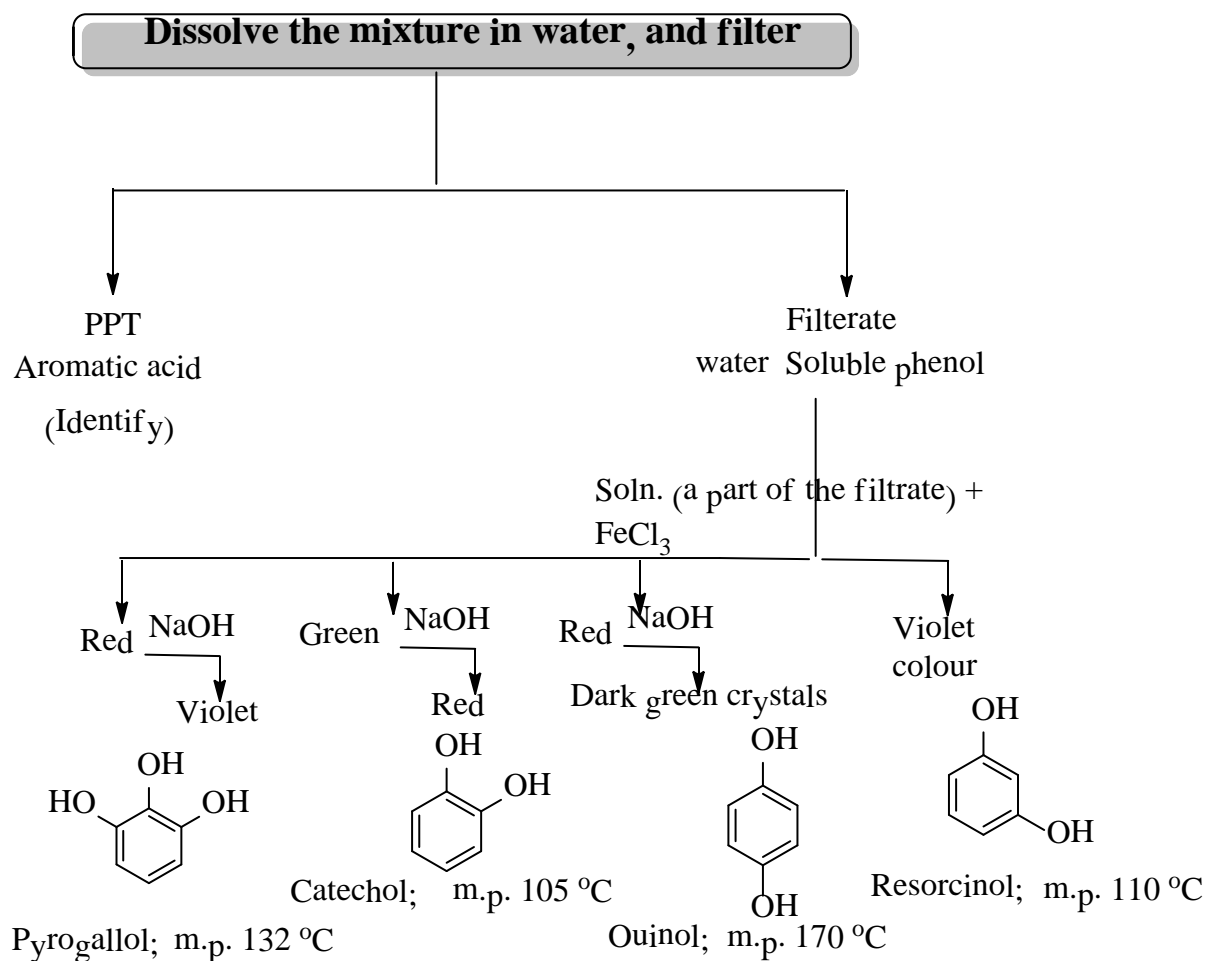 Dissolve the mixture in water, and filter
PPT
Aromatic acid
(Identify)
Filterate
water Soluble phenol
Soln. (a part of the filtrate) +
FeCl3
Red NaOH
Violet
Green NaOH
Red
Red NaOH
Dark green crystals
Violet
colour
OH
HO OH
OH
OH
OH
OH
OH
OH
Pyrogallol; m.p. 132 °C
Catechol; m.p. 105 °C
Ouinol; m.p. 170 °C
Resorcinol; m.p. 110 °C